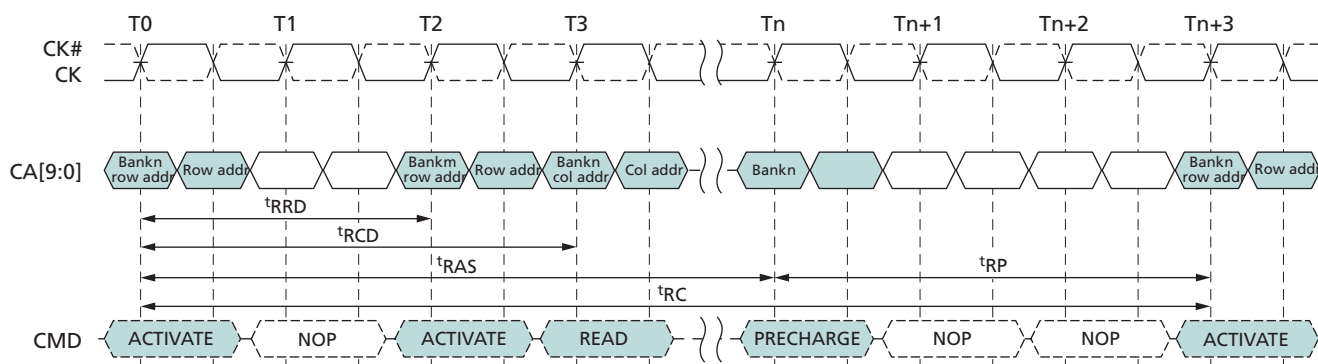 T0 T1 T2 T3 Tn Tn+1 Tn+2 Tn+3
CK#
CK
CA[9:0]
Bankn row addr
Row addr
Bankm row addr
Row addr
Bankn col addr
Col addr
Bankn
Bankn row addr
Row addr
tRRD
tRCD
tRAS
tRP
tRC
CMD
ACTIVATE
NOP
ACTIVATE
READ
PRECHARGE
NOP
NOP
ACTIVATE